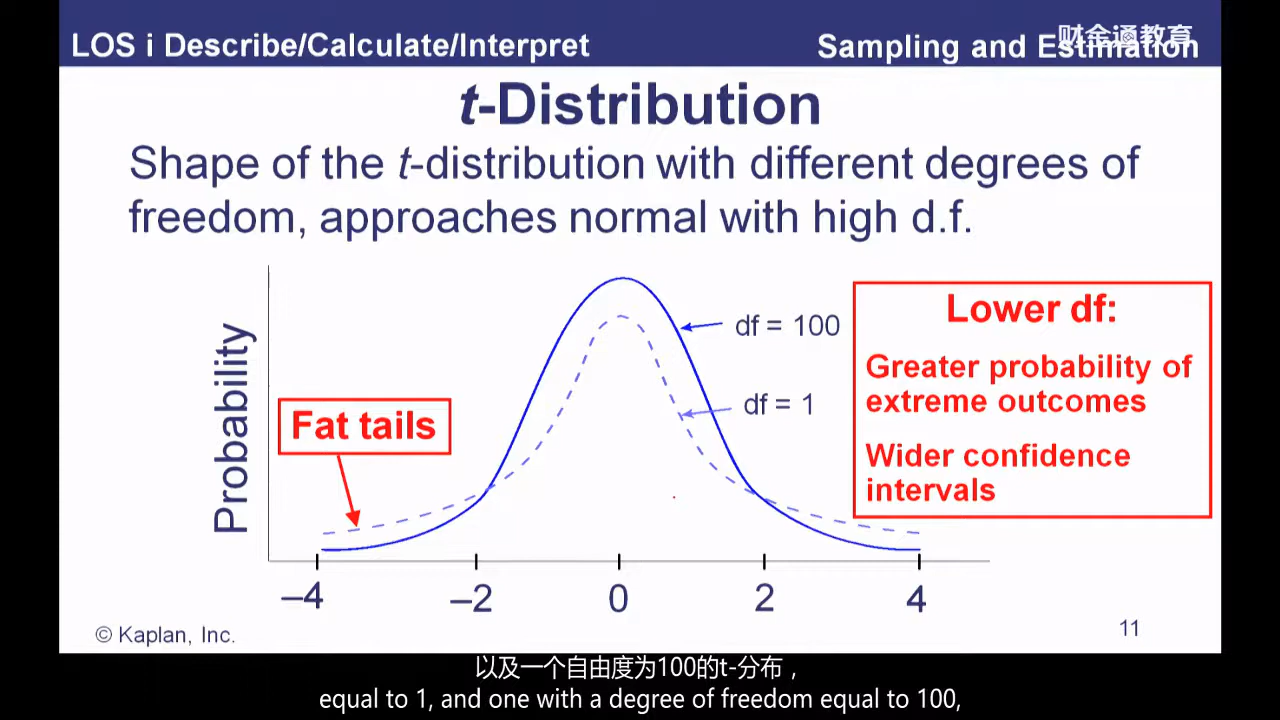 LOS i Describe/Calculate/Interpret
Sampling and Estimation
财金通教育
t-Distribution
Shape of the t-distribution with different degrees of
freedom, approaches normal with high d.f.
Probability
Fat tails
df = 100
df = 1
Lower df:
Greater probability of
extreme outcomes
Wider confidence
intervals
–4
–2
0
2
4
© Kaplan, Inc.
11
以及一个自由度为100的t-分布，
equal to 1, and one with a degree of freedom equal to 100,